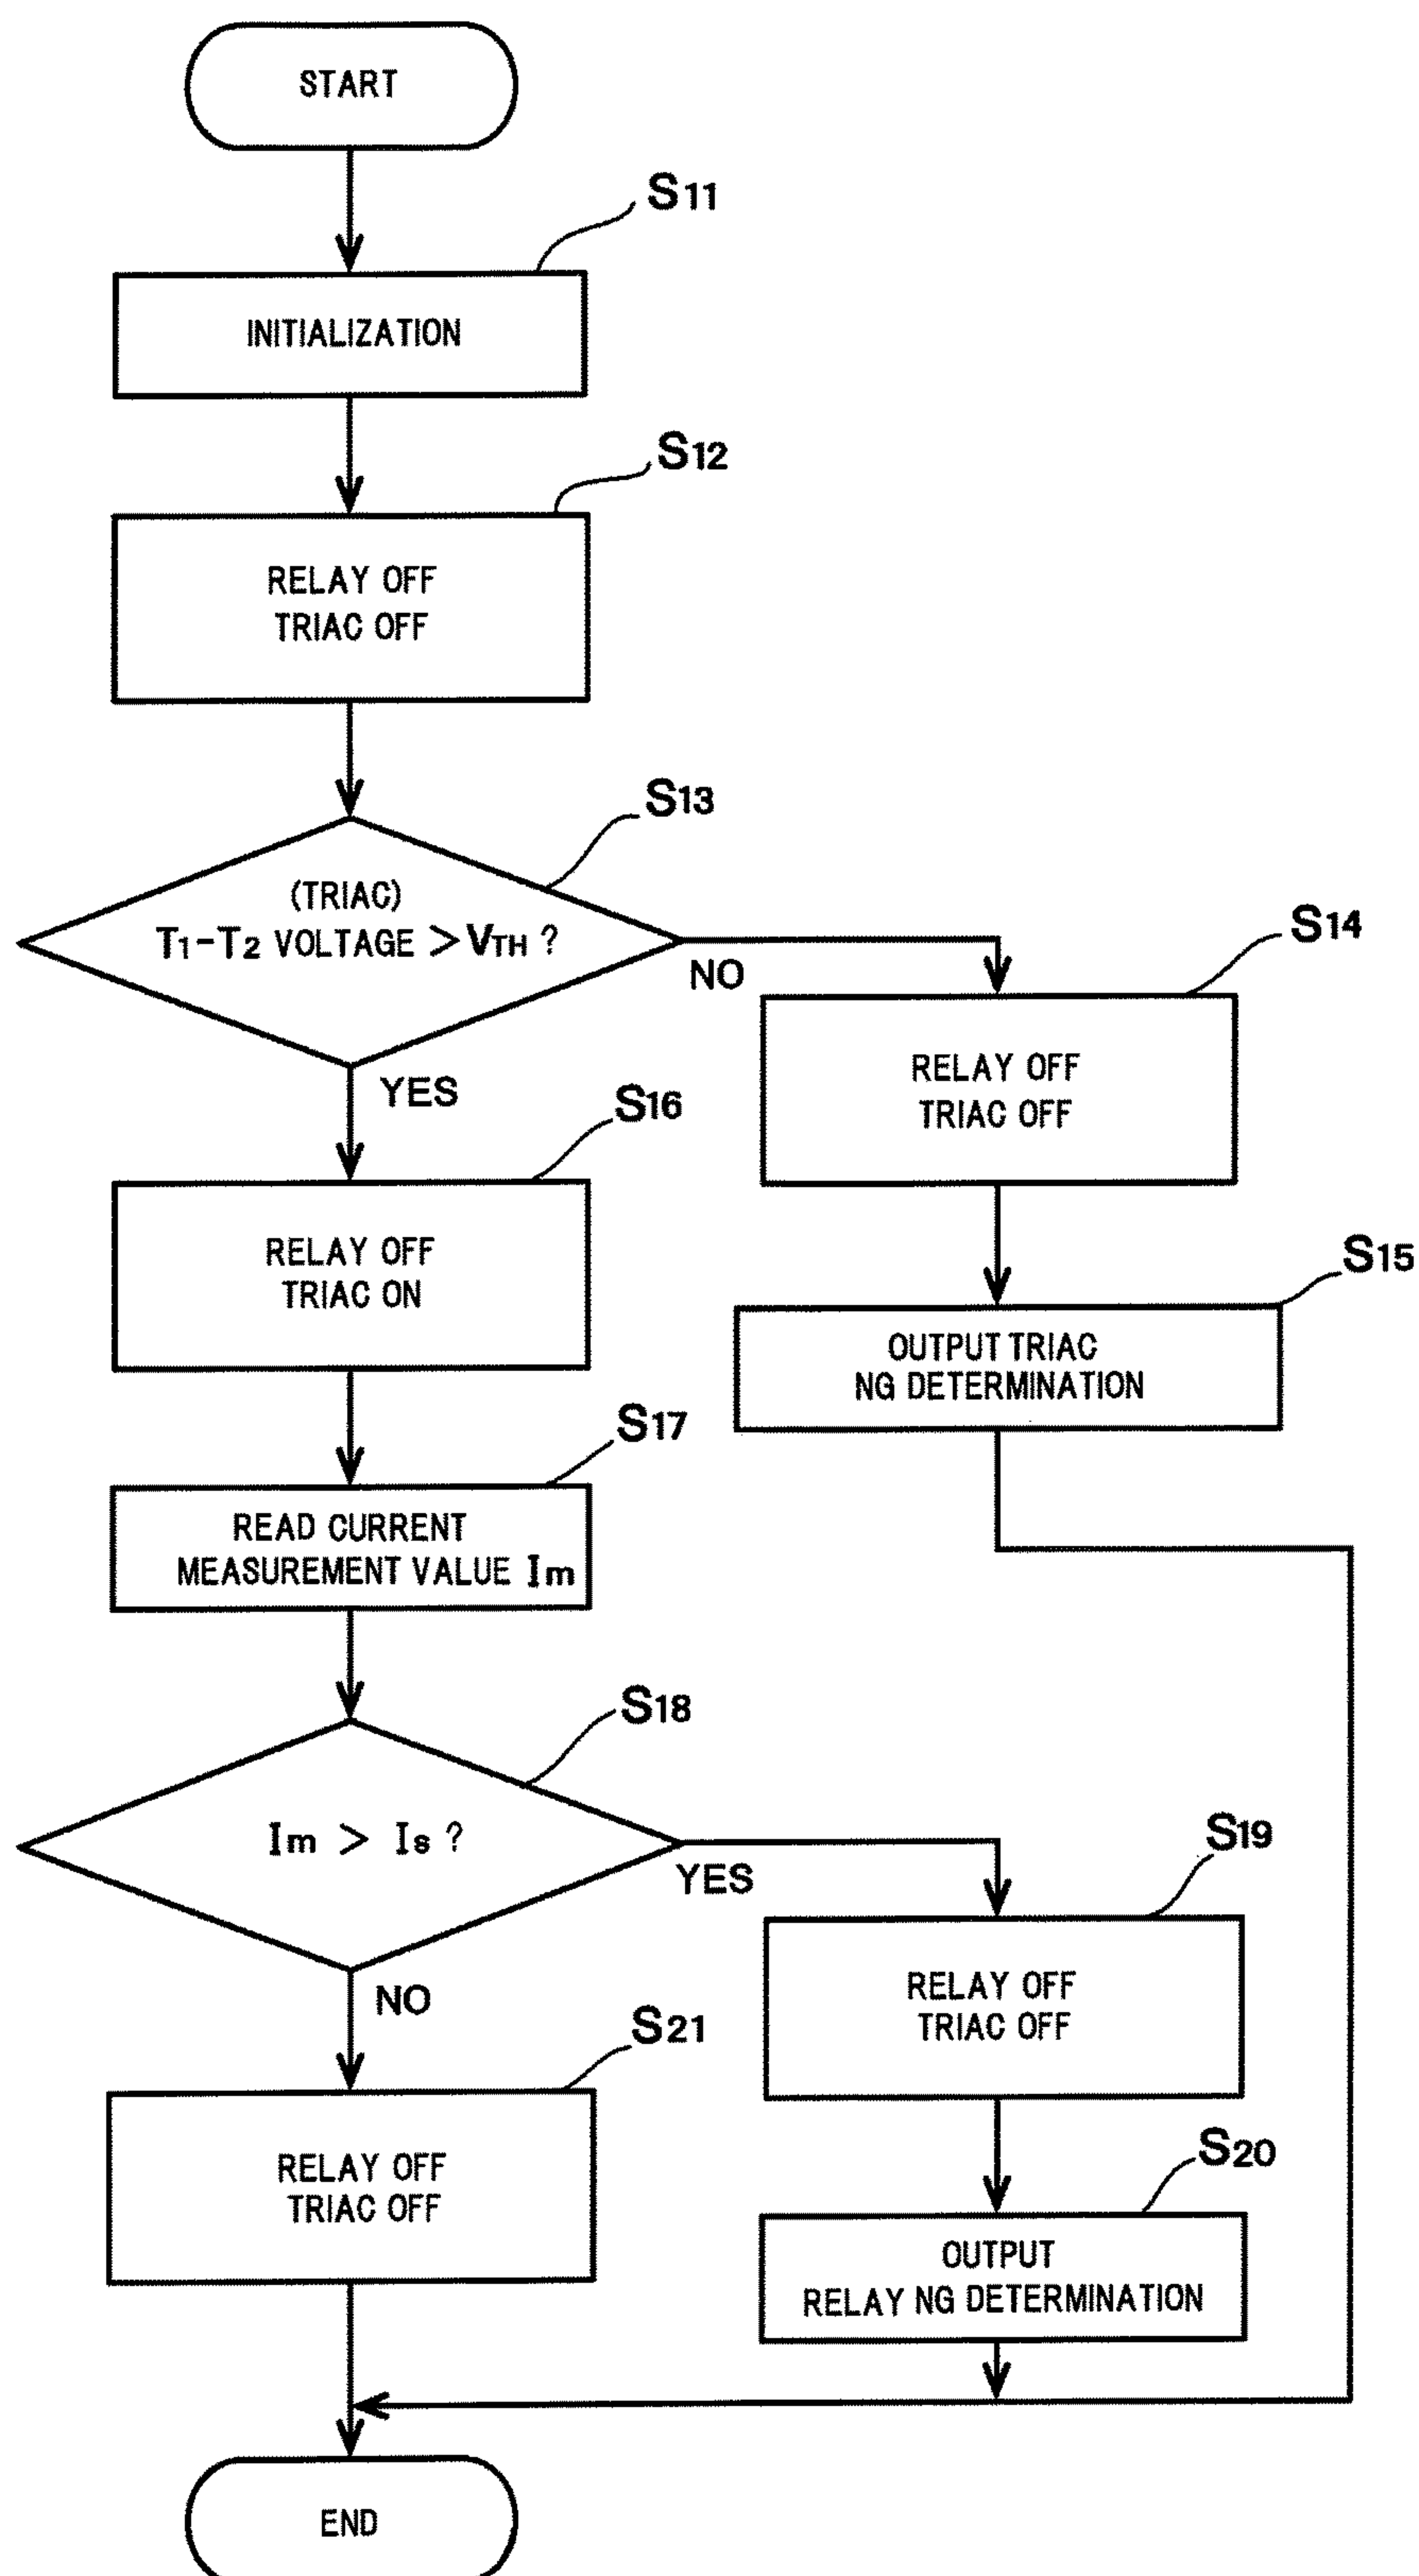 START
S11
INITIALIZATION
S12
RELAY OFF
TRIAC OFF
S13
(TRIAC)
T1-T2 VOLTAGE > VTH ?
NO
YES
S14
RELAY OFF
TRIAC OFF
S16
RELAY OFF
TRIAC ON
S15
OUTPUT TRIAC
NG DETERMINATION
S17
READ CURRENT
MEASUREMENT VALUE Im
S18
Im > Is ?
YES
NO
S19
RELAY OFF
TRIAC OFF
S21
RELAY OFF
TRIAC OFF
S20
OUTPUT
RELAY NG DETERMINATION
END